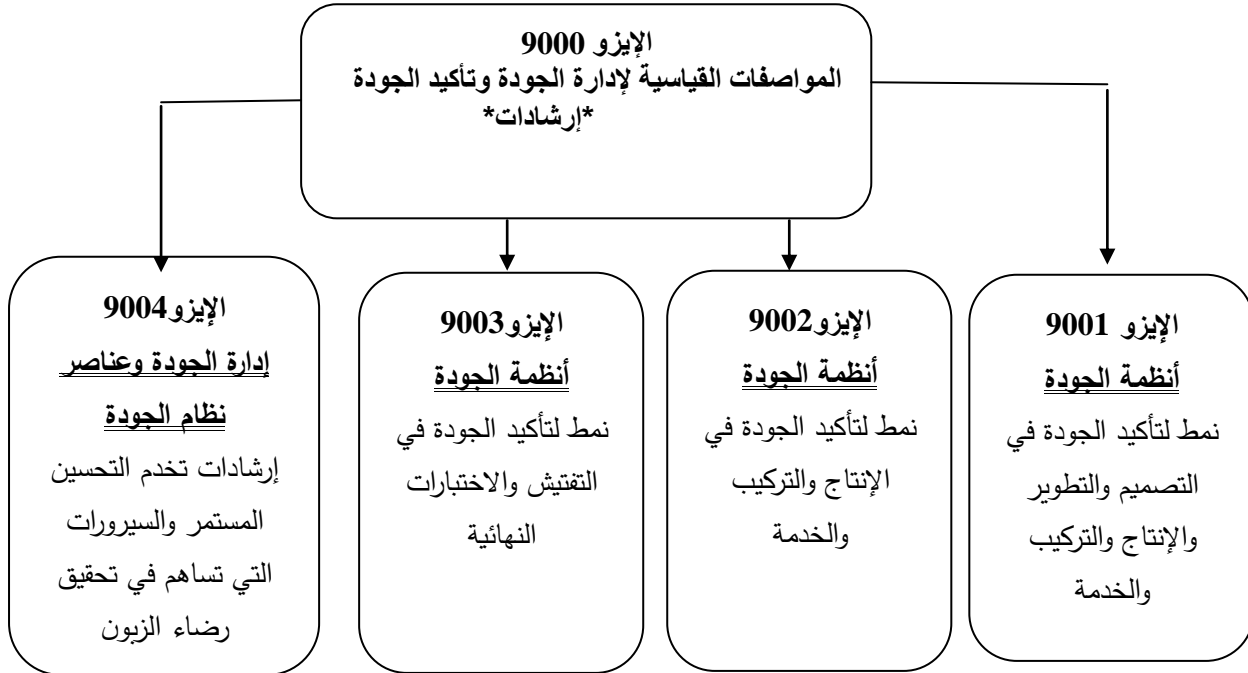 الإيزو 9000
المواصفات القياسية لإدارة الجودة وتأكيد الجودة
*إرشادات*
الإيزو 9001
أنظمة الجودة
نمط لتأكيد الجودة في
التصميم والتطوير
والإنتاج والتركيب
والخدمة
الإيزو9002
أنظمة الجودة
نمط لتأكيد الجودة في
الإنتاج والتركيب
والخدمة
الإيزو9003
أنظمة الجودة
نمط لتأكيد الجودة في
التفتيش والاختبارات
النهائية
الإيزو9004
إدارة الجودة وعناصر
نظام الجودة
إرشادات تخدم التحسين
المستمر والسيرورات
التي تساهم في تحقيق
رضاء الزبون